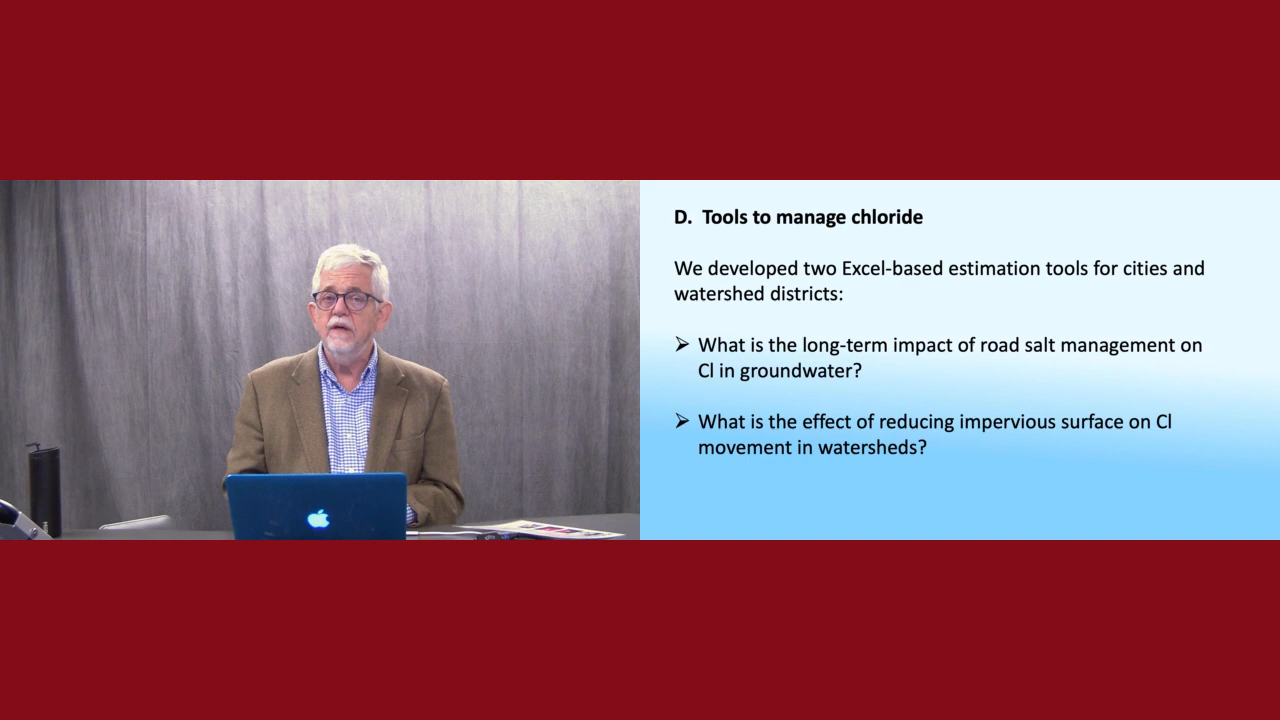 D. Tools to manage chloride
We developed two Excel-based estimation tools for cities and
watershed districts:
➢ What is the long-term impact of road salt management on
Cl in groundwater?
➢ What is the effect of reducing impervious surface on Cl
movement in watersheds?